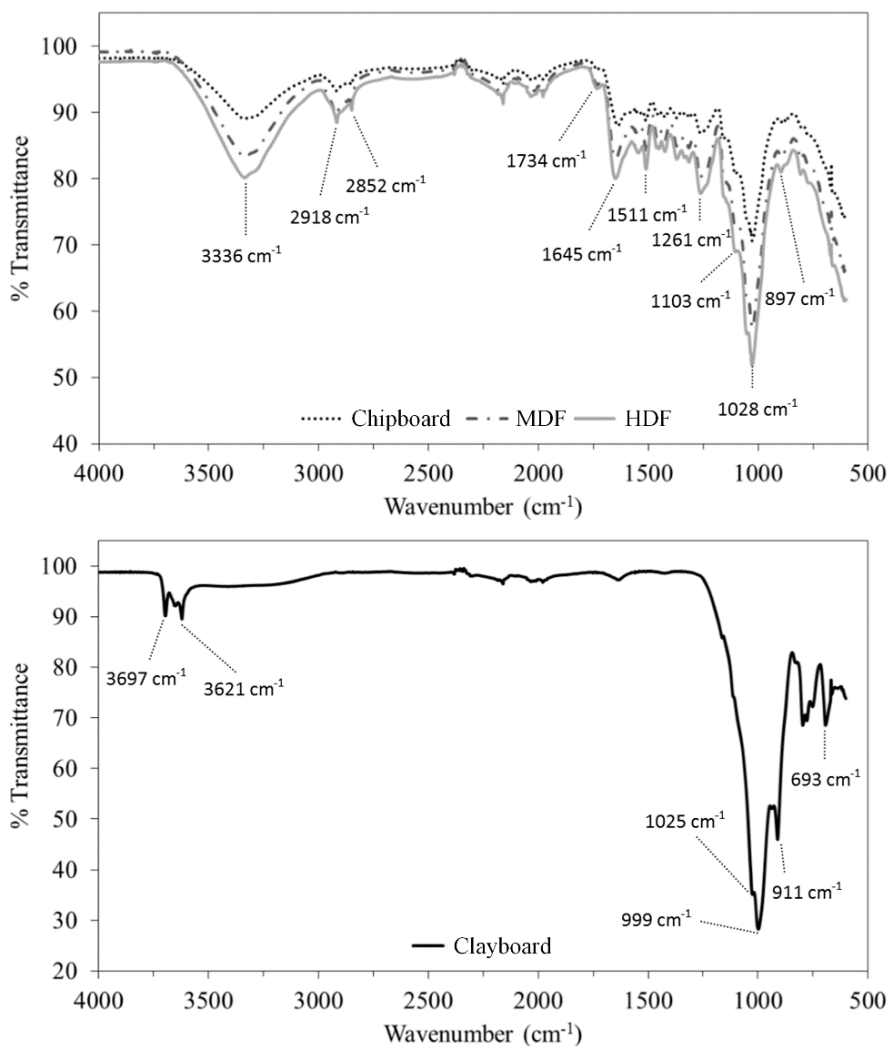 100
90
80
70
60
50
40
% Transmittance
2852 cm⁻¹
2918 cm⁻¹
3336 cm⁻¹
1734 cm⁻¹
1511 cm⁻¹
1645 cm⁻¹
1261 cm⁻¹
1103 cm⁻¹
897 cm⁻¹
1028 cm⁻¹
Chipboard MDF HDF
4000 3500 3000 2500 2000 1500 1000 500
Wavenumber (cm⁻¹)
100
90
80
70
60
50
40
30
20
% Transmittance
3697 cm⁻¹
3621 cm⁻¹
693 cm⁻¹
1025 cm⁻¹
911 cm⁻¹
999 cm⁻¹
Clayboard
4000 3500 3000 2500 2000 1500 1000 500
Wavenumber (cm⁻¹)